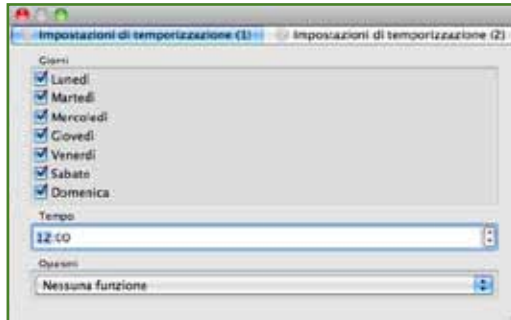 Impostazioni di temporizzazione (1) Impostazioni di temporizzazione (2)
Giorni
Lunedì
Martedì
Mercoledì
Giovedì
Venerdì
Sabato
Domenica
Tempo
12:00
Opzioni
Nessuna funzione